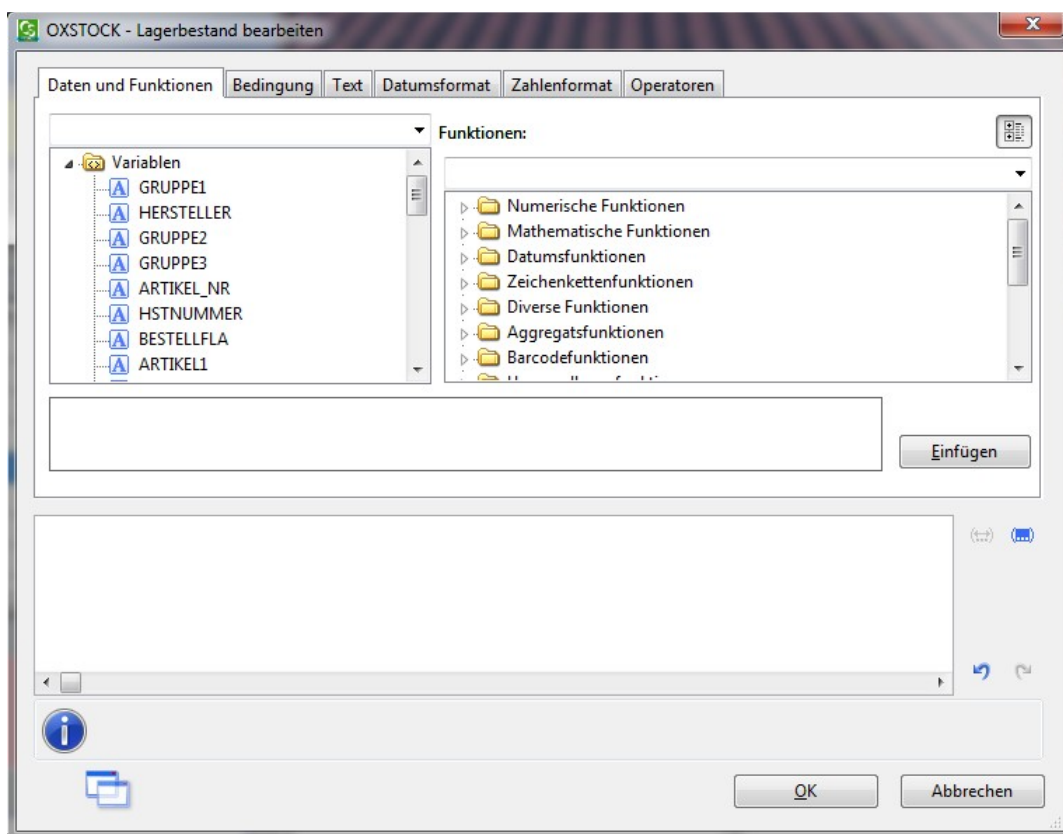 OXSTOCK - Lagerbestand bearbeiten
Daten und Funktionen Bedingung Text Datumsformat Zahlenformat Operatoren
Funktionen:
Variablen
GRUPPE1
HERSTELLER
GRUPPE2
GRUPPE3
ARTIKEL_NR
HSTNUMMER
BESTELLFLA
ARTIKEL1
Numerische Funktionen
Mathematische Funktionen
Datumsfunktionen
Zeichenkettenfunktionen
Diverse Funktionen
Aggregatsfunktionen
Barcodefunktionen
Einfügen
OK
Abbrechen